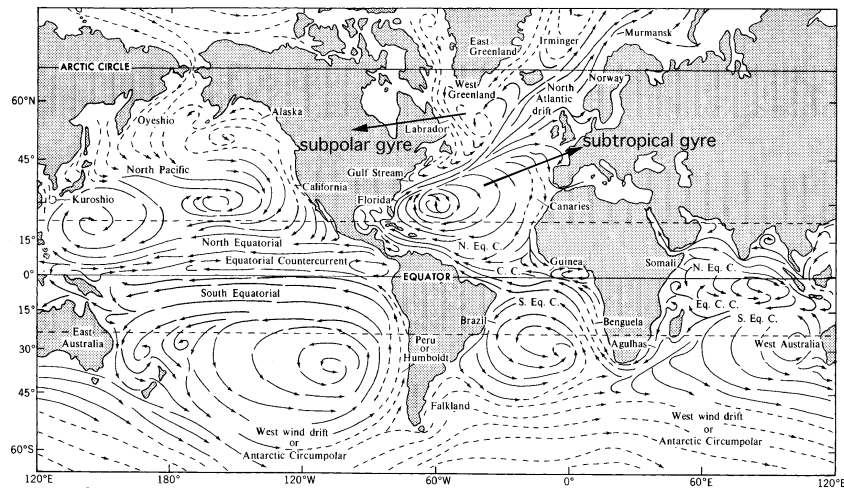 East
Greenland
Irminger
Murmansk
ARCTIC CIRCLE
West
Greenland
North
Atlantic
drift
Norway
60°N
Oyeshio
Alaska
Labrador
subpolar gyre
subtropical gyre
45°
North Pacific
Gulf Stream
California
Kuroshio
Florida
Canaries
15°
North Equatorial
N. Eq. C.
Equatorial Countercurrent
Guinea
Somali
N. Eq. C.
0°
EQUATOR
C. C.
South Equatorial
S. Eq. C.
Eq. C. C.
15°
Brazil
Benguela
S. Eq. C.
East
Australia
Peru
or
Humboldt
Agulhas
West Australia
30°
45°
Falkland
West wind drift
or
Antarctic Circumpolar
West wind drift
or
Antarctic Circumpolar
60°S
120°E
180°
120°W
60°W
0°
60°E
120°E